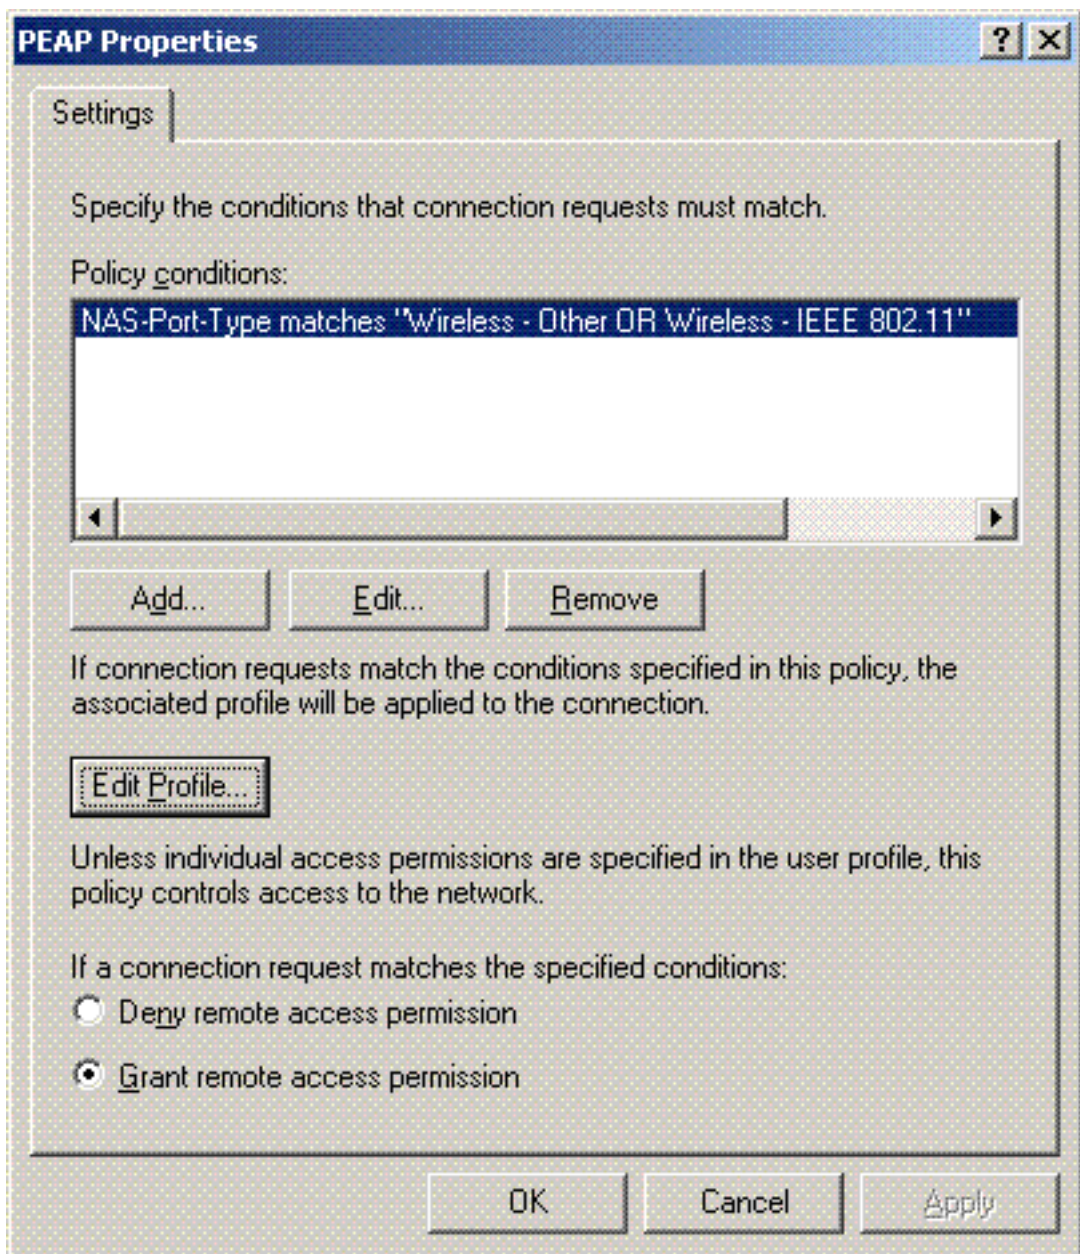 PEAP Properties
Settings
Specify the conditions that connection requests must match.
Policy conditions:
NAS-Port-Type matches "Wireless - Other OR Wireless - IEEE 802.11"
Add... Edit... Remove
If connection requests match the conditions specified in this policy, the
associated profile will be applied to the connection.
Edit Profile...
Unless individual access permissions are specified in the user profile, this
policy controls access to the network.
If a connection request matches the specified conditions:
Deny remote access permission
Grant remote access permission
OK Cancel Apply